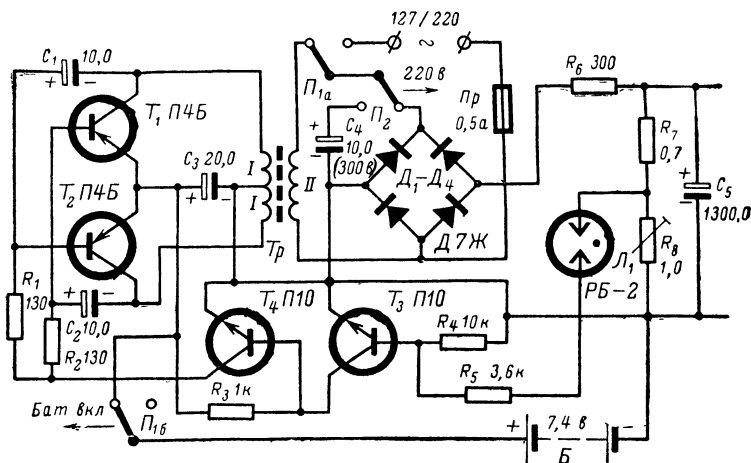 127/220
~
C1 10,0
+ −
П1а
220в
R6 300
T1 П4Б
П2
Пр
0,5а
+
C4
10,0
−
(300в)
R7
0,7
C3 20,0
+ −
I
I
II
Д1-Д4
Д7Ж
+
C5
−
1300,0
T2 П4Б
Тр
Л1
РБ-2
R8
1,0
R1
130
+ −
C2 10,0
R2 130
T4 П10
T3 П10
R4 10к
R3 1к
R5 3,6к
Бат вкл
П1б
+ 7,4 в −
Б